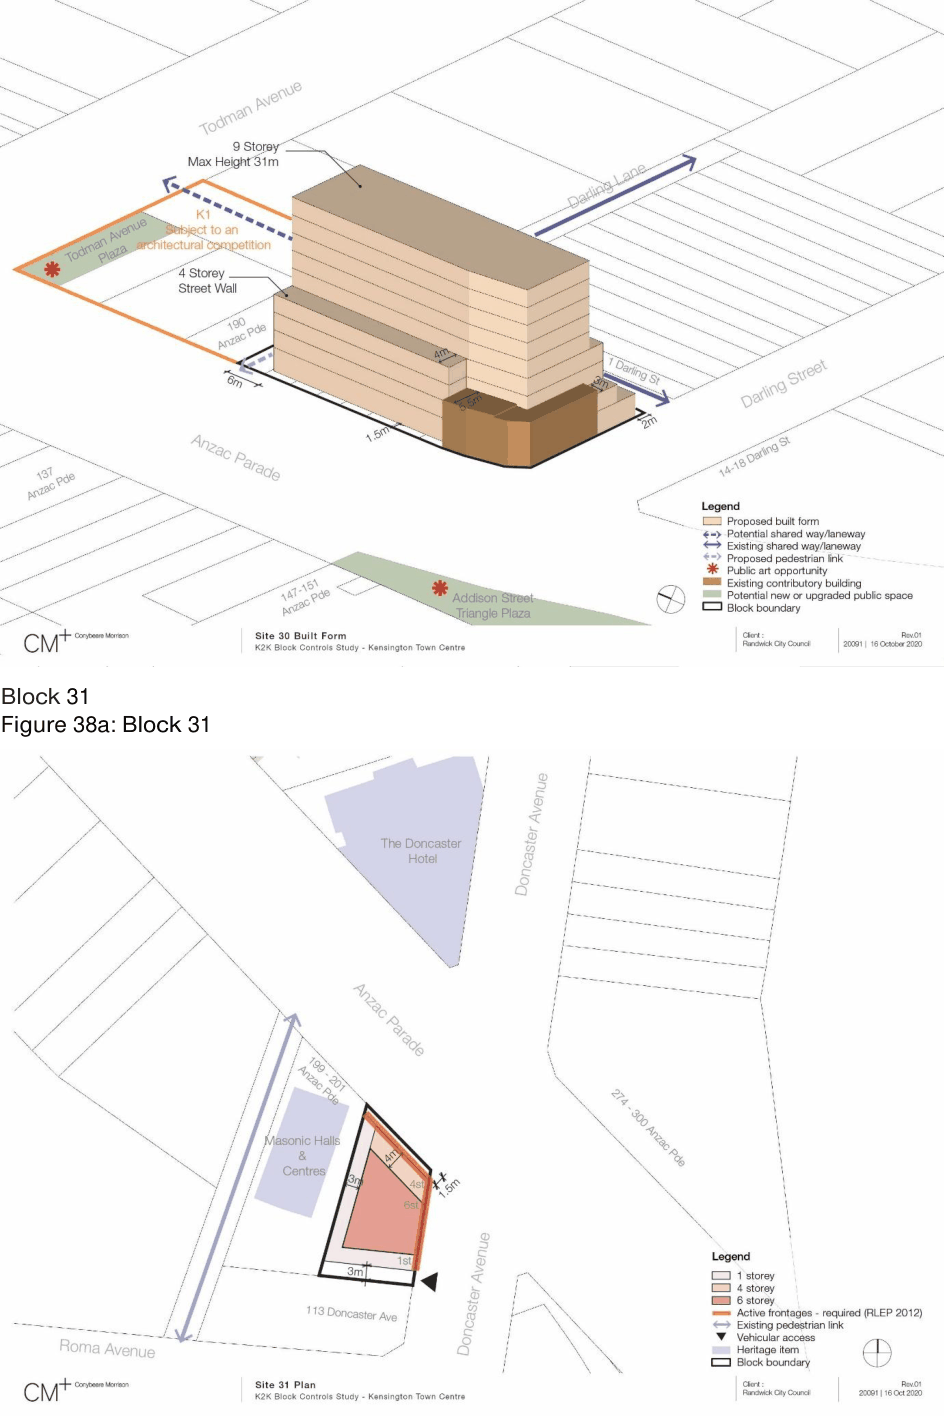 Todman Avenue
9 Storey
Max Height 31m
Darling Lane
K1
Subject to an
architectural competition
Todman Avenue
Plaza
4 Storey
Street Wall
190
Anzac Pde
4m
1 Darling St
6m
5.5m
3m
Darling Street
2m
1.5m
Anzac Parade
14-18 Darling St
137
Anzac Pde
Legend
Proposed built form
Potential shared way/laneway
Existing shared way/laneway
Proposed pedestrian link
Public art opportunity
Existing contributory building
Potential new or upgraded public space
Block boundary
147-151
Anzac Pde
Addison Street
Triangle Plaza
CM+ Conybeare Morrison
Site 30 Built Form
K2K Block Controls Study - Kensington Town Centre
Client :
Randwick City Council
Rev.01
20091 | 16 October 2020
Block 31
Figure 38a: Block 31
The Doncaster
Hotel
Doncaster Avenue
Anzac Parade
199 - 201
Anzac Pde
274 - 300 Anzac Pde
Masonic Halls
&
Centres
4m
3m
4st
1.5m
6st
1st
3m
113 Doncaster Ave
Doncaster Avenue
Roma Avenue
Legend
1 storey
4 storey
6 storey
Active frontages - required (RLEP 2012)
Existing pedestrian link
Vehicular access
Heritage item
Block boundary
CM+ Conybeare Morrison
Site 31 Plan
K2K Block Controls Study - Kensington Town Centre
Client :
Randwick City Council
Rev.01
20091 | 16 Oct 2020